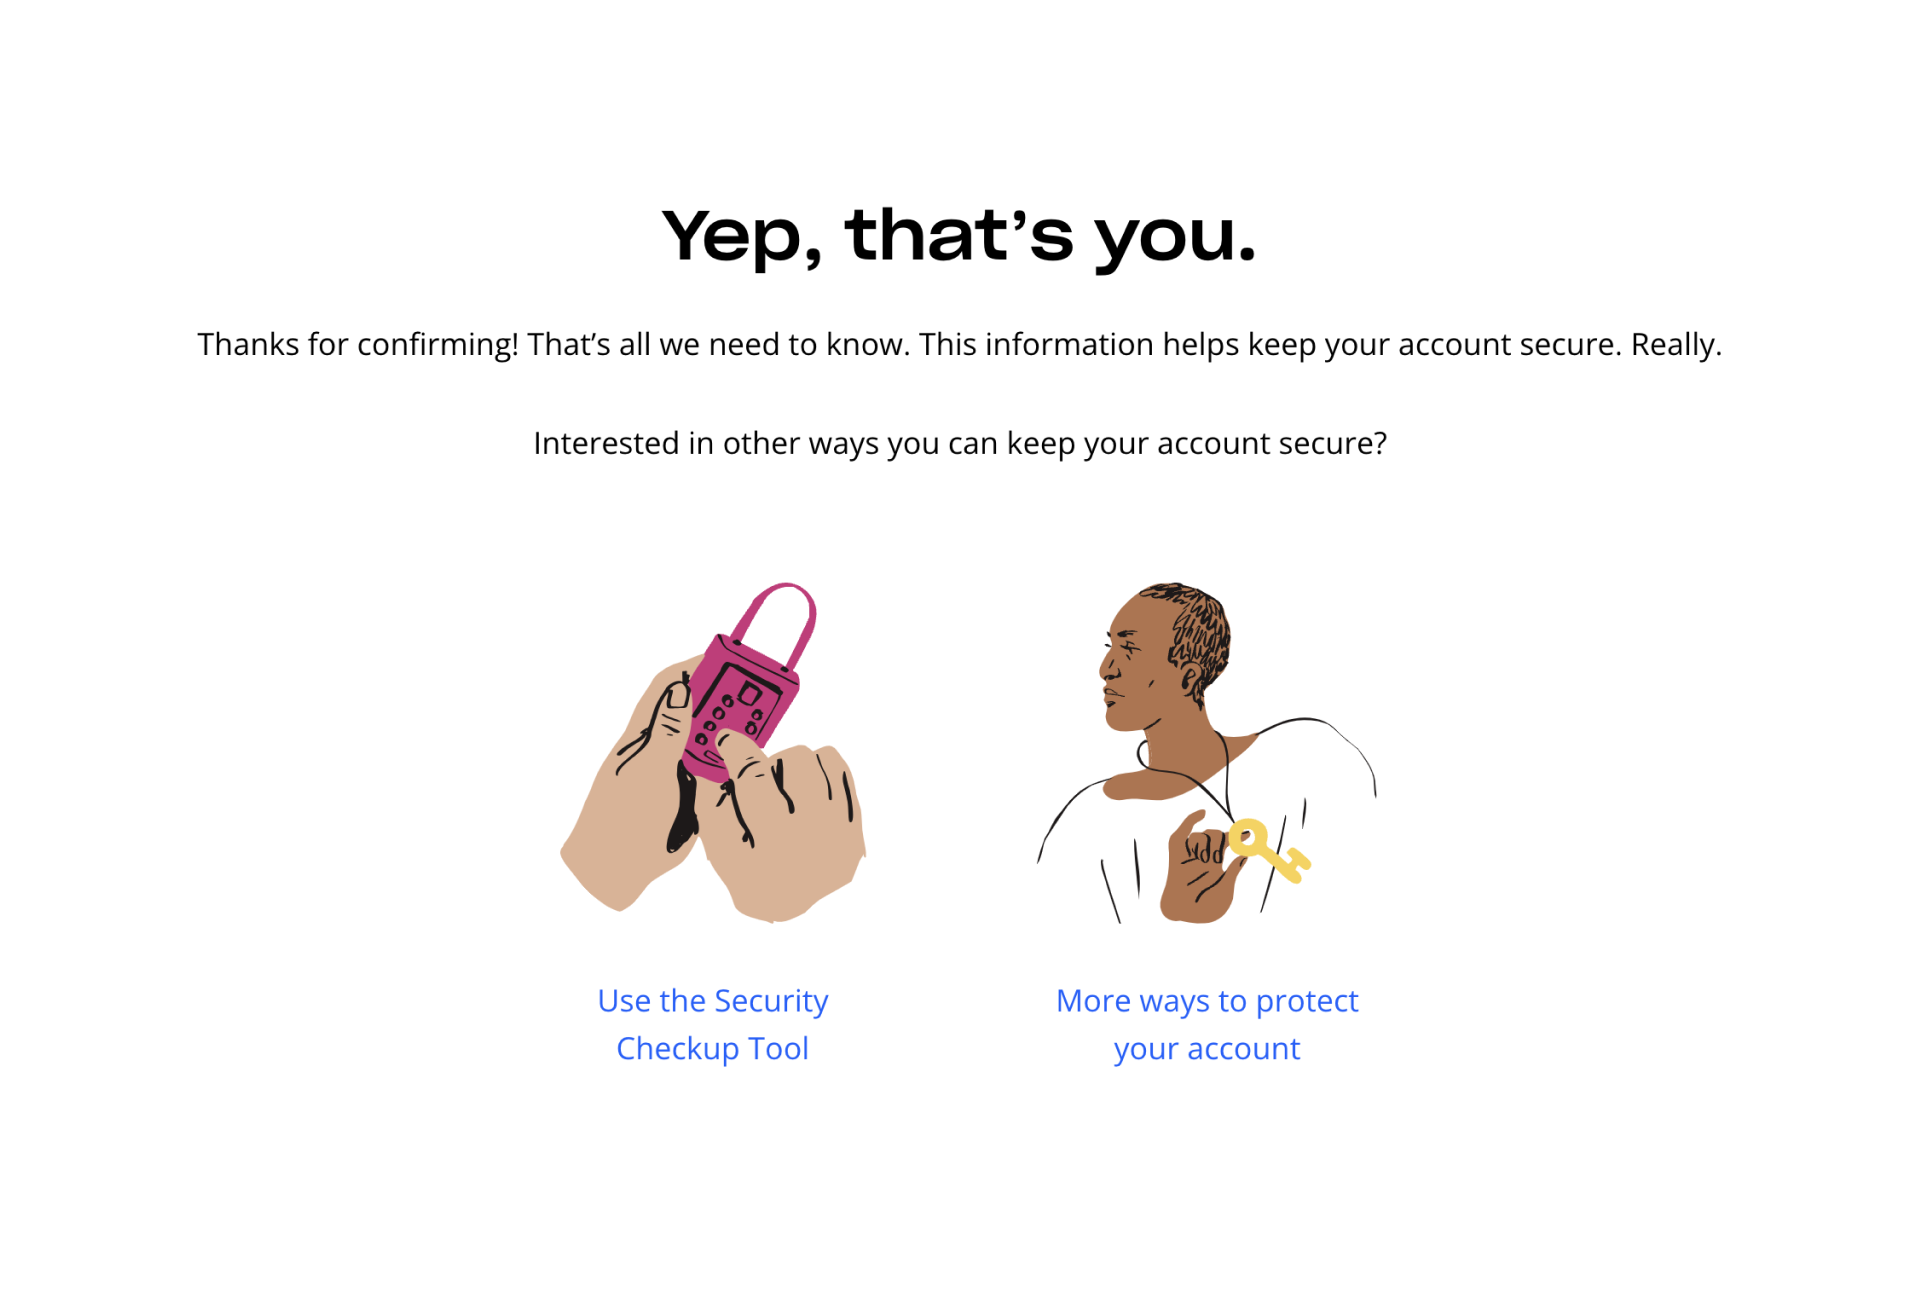 Yep, that’s you.
Thanks for confirming! That’s all we need to know. This information helps keep your account secure. Really.
Interested in other ways you can keep your account secure?
Use the Security
Checkup Tool
More ways to protect
your account